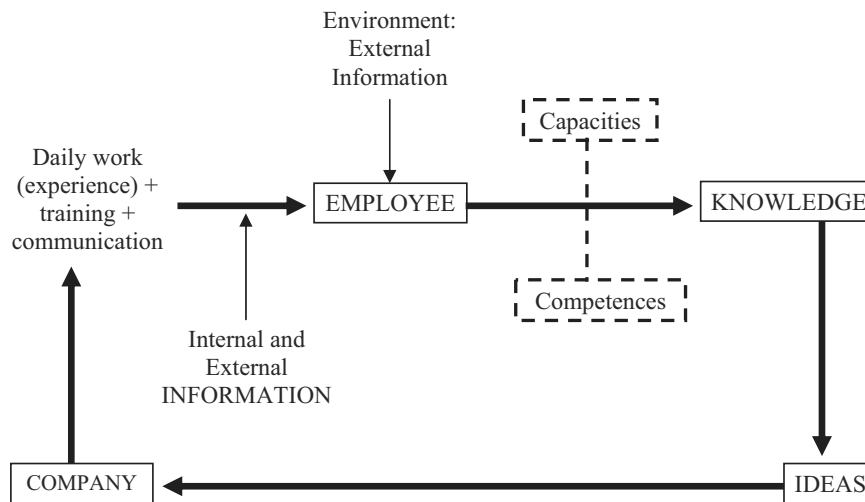 Environment:
External
Information
Capacities
Daily work
(experience) +
training +
communication
EMPLOYEE
KNOWLEDGE
Competences
Internal and
External
INFORMATION
COMPANY
IDEAS